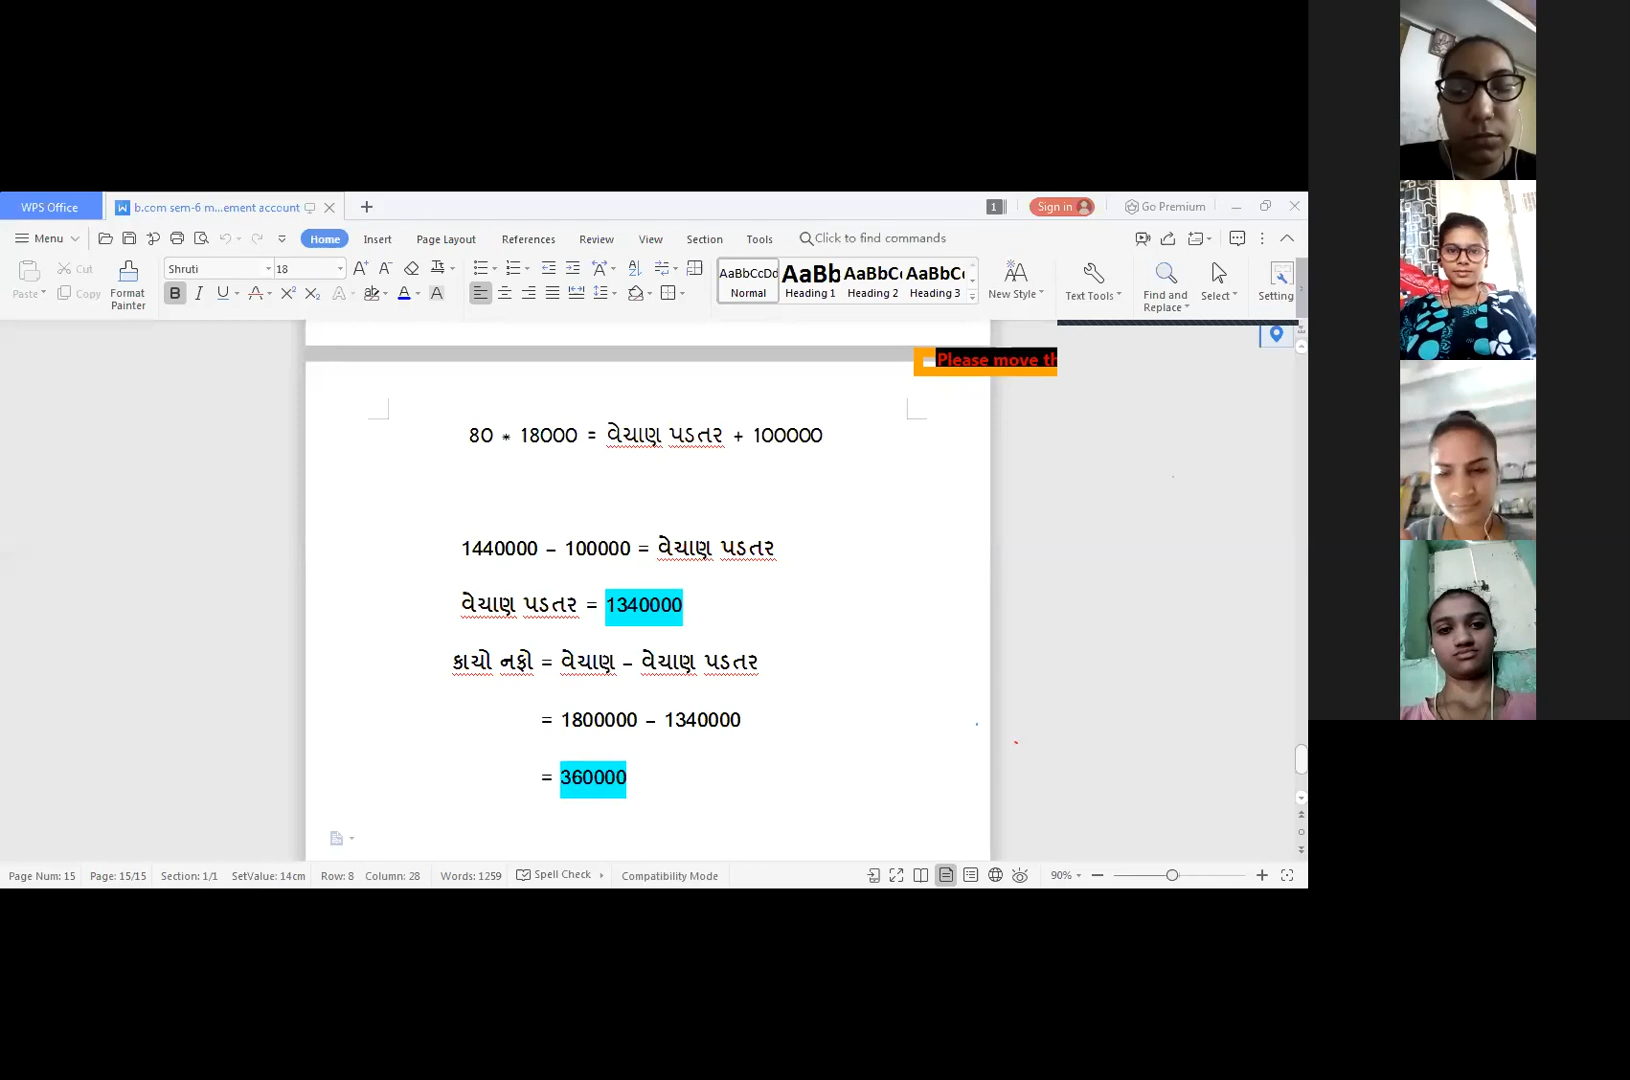 WPS Office
b.com sem-6 m...ement account
1
Sign in
Go Premium
Menu
Home
Insert
Page Layout
References
Review
View
Section
Tools
Click to find commands
Paste
Cut
Copy
Format Painter
Shruti
18
AaBbCcDd
Normal
AaBb
Heading 1
AaBbC
Heading 2
AaBbC
Heading 3
New Style
Text Tools
Find and Replace
Select
Setting
Please move th
80 * 18000 = વેચાણ પડતર + 100000
1440000 – 100000 = વેચાણ પડતર
વેચાણ પડતર = 1340000
કાચો નફો = વેચાણ – વેચાણ પડતર
= 1800000 – 1340000
= 360000
Page Num: 15 Page: 15/15 Section: 1/1 SetValue: 14cm Row: 8 Column: 28 Words: 1259 Spell Check Compatibility Mode 90%